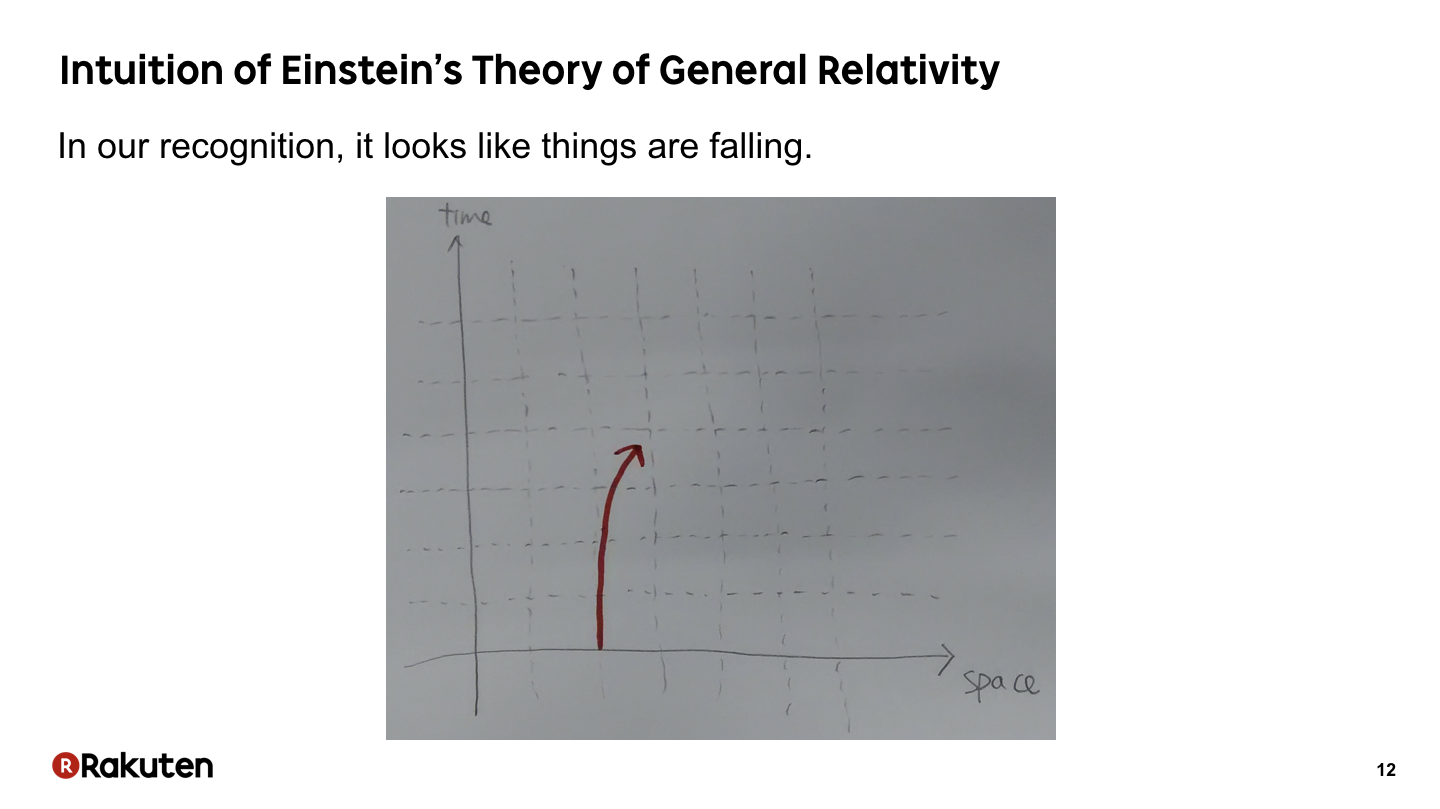 Intuition of Einstein’s Theory of General Relativity
In our recognition, it looks like things are falling.
time
space
R Rakuten
12